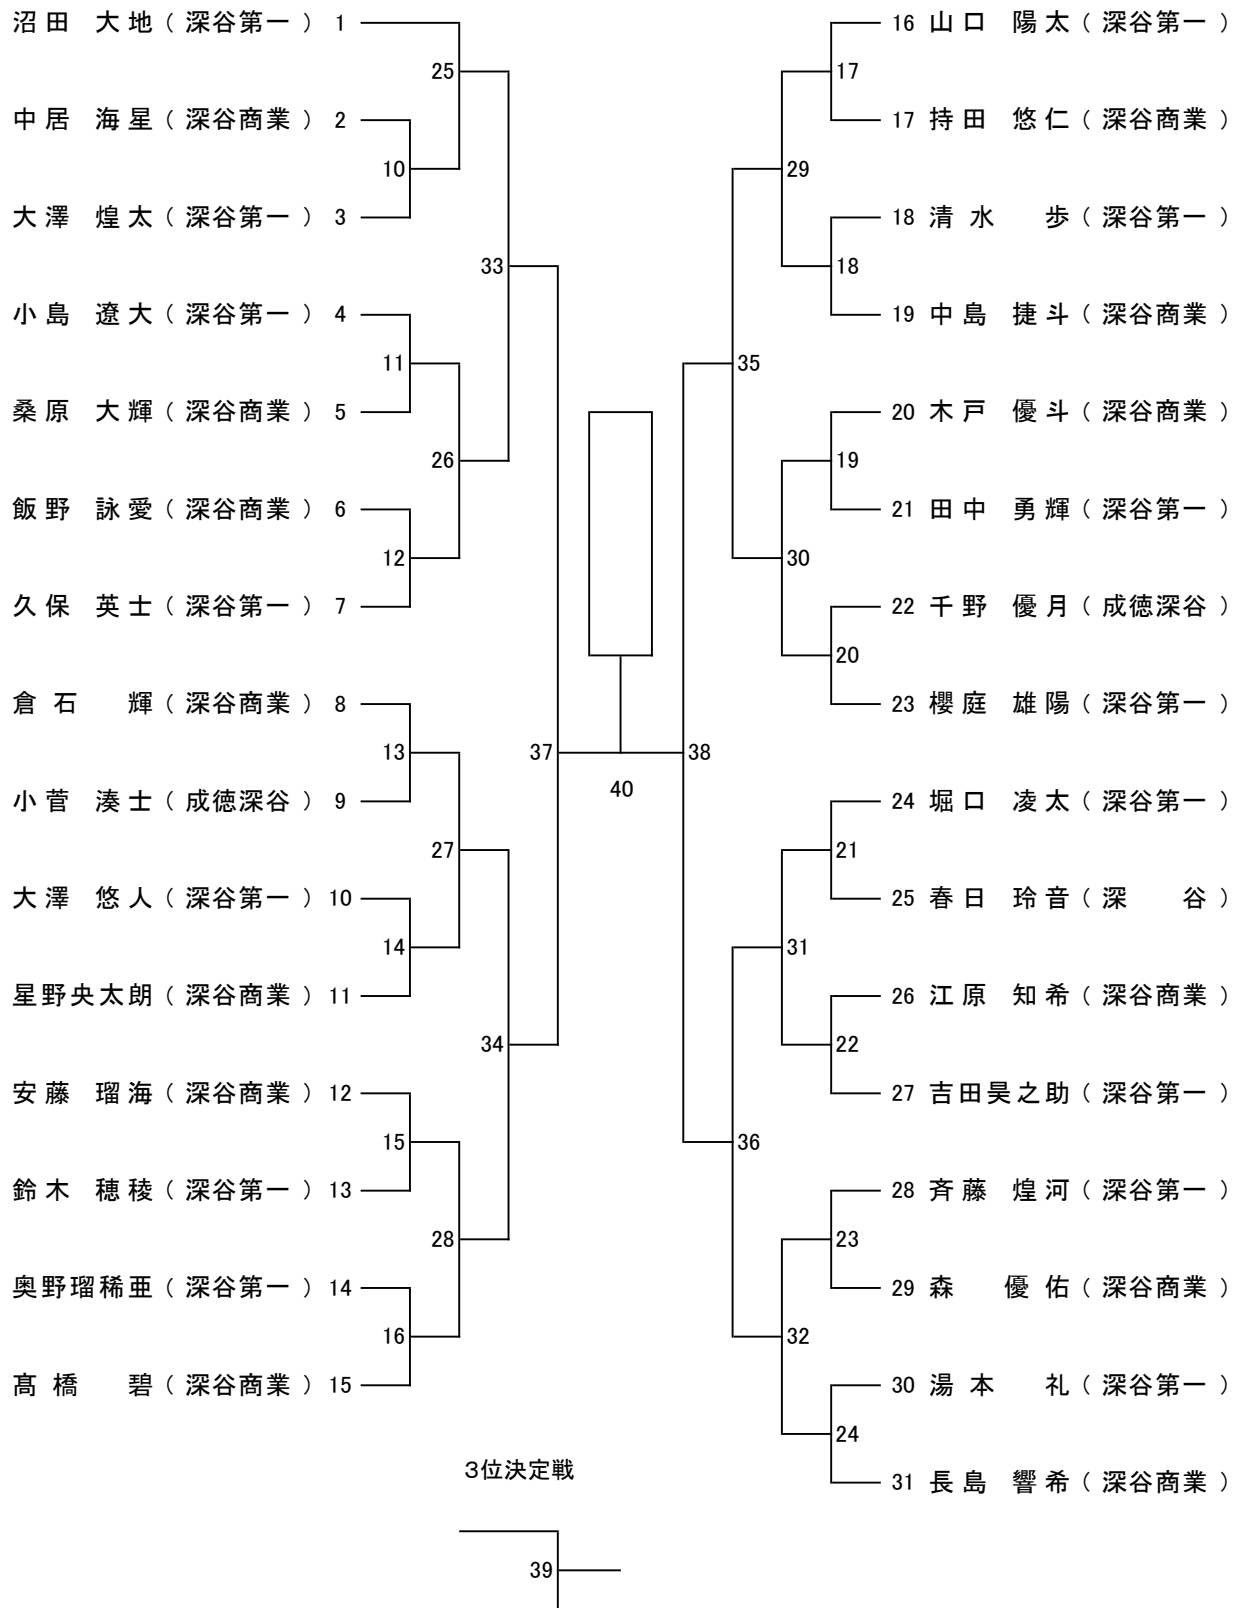 沼田 大地（深谷第一） 1
25
中居 海星（深谷商業） 2
10
大澤 煌太（深谷第一） 3
33
小島 遼大（深谷第一） 4
11
桑原 大輝（深谷商業） 5
26
飯野 詠愛（深谷商業） 6
12
久保 英士（深谷第一） 7
倉石 輝（深谷商業） 8
13
37
小菅 湊士（成徳深谷） 9
27
大澤 悠人（深谷第一） 10
14
星野央太朗（深谷商業） 11
34
安藤 瑠海（深谷商業） 12
15
鈴木 穂稜（深谷第一） 13
28
奥野瑠稀亜（深谷第一） 14
16
髙橋 碧（深谷商業） 15
40
16 山口 陽太（深谷第一）
17
17 持田 悠仁（深谷商業）
29
18 清水 歩（深谷第一）
18
19 中島 捷斗（深谷商業）
35
20 木戸 優斗（深谷商業）
19
21 田中 勇輝（深谷第一）
30
22 千野 優月（成徳深谷）
20
23 櫻庭 雄陽（深谷第一）
38
24 堀口 凌太（深谷第一）
21
25 春日 玲音（深 谷）
31
26 江原 知希（深谷商業）
22
27 吉田昊之助（深谷第一）
36
28 斉藤 煌河（深谷第一）
23
29 森 優佑（深谷商業）
32
30 湯本 礼（深谷第一）
24
31 長島 響希（深谷商業）
3位決定戦
39